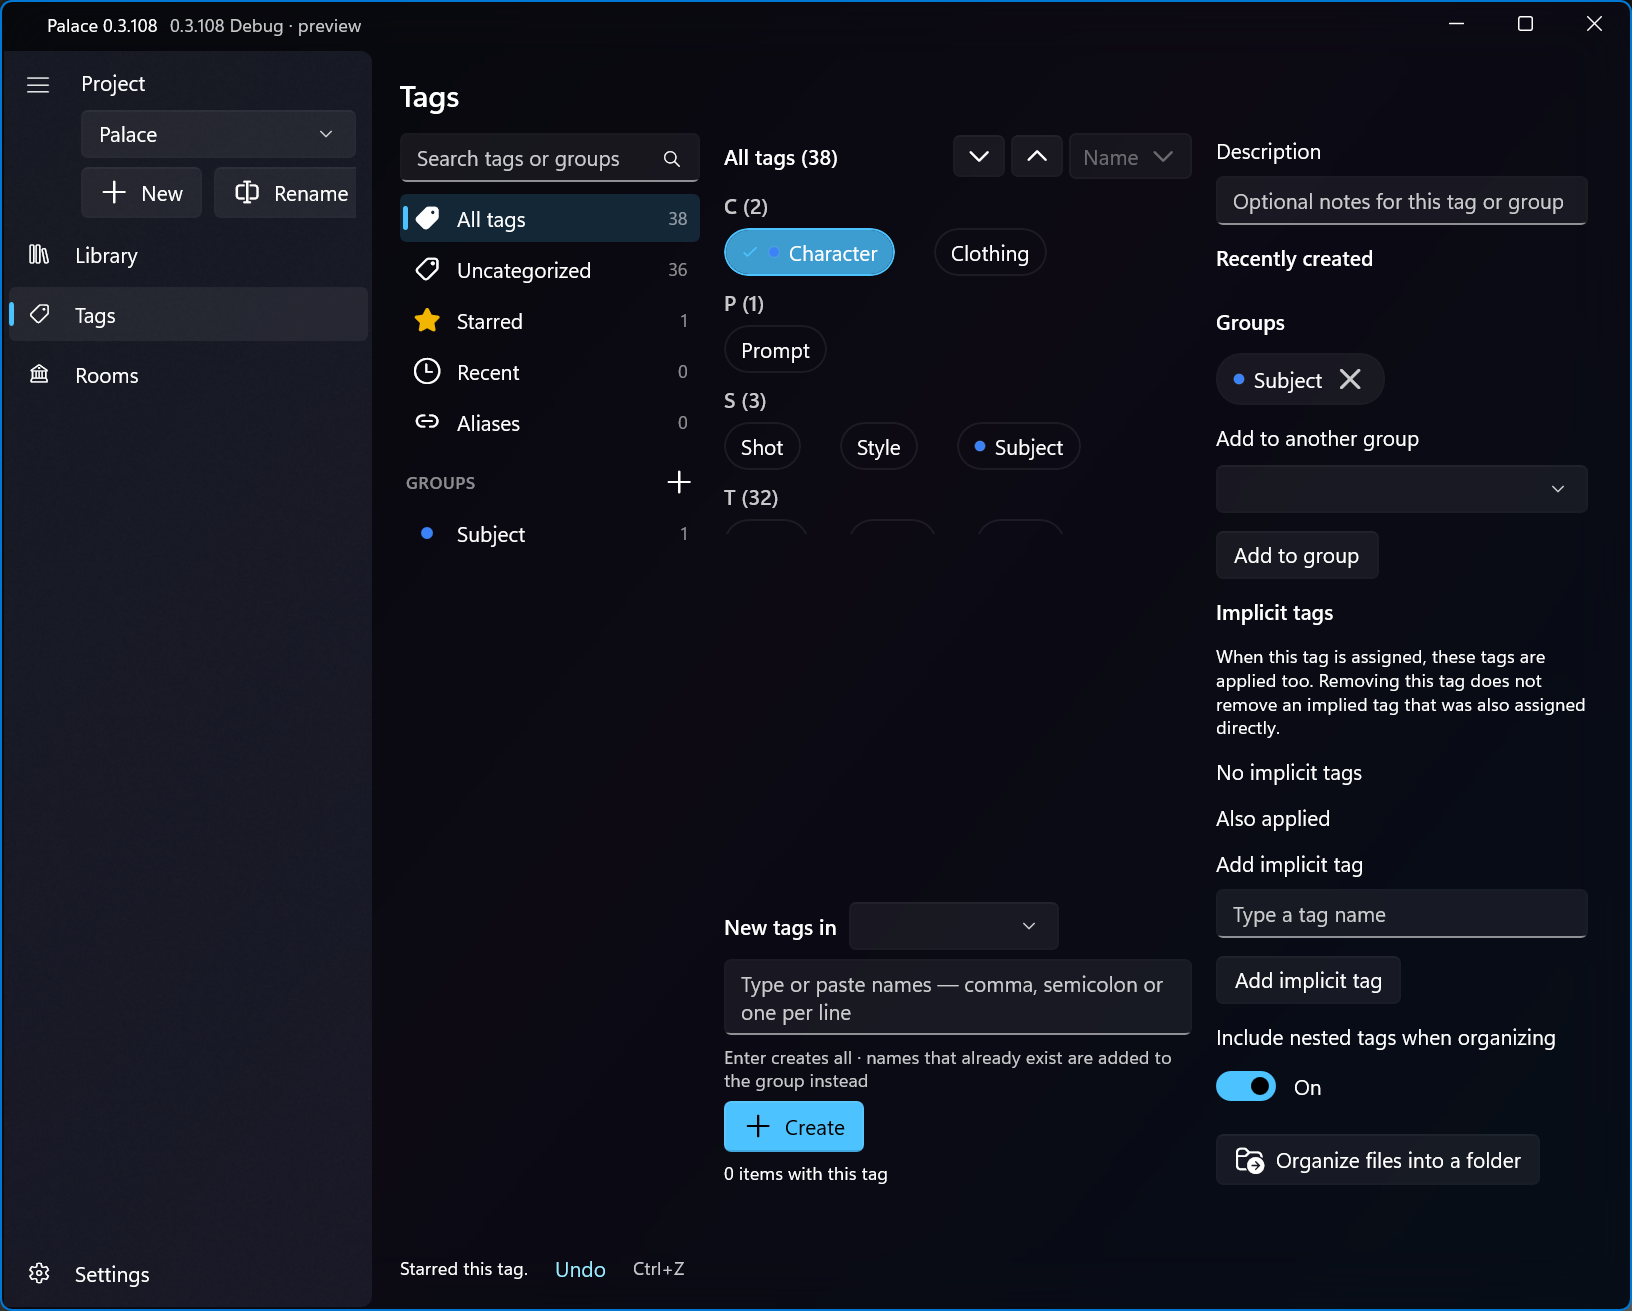 Palace 0.3.108 0.3.108 Debug · preview
Project
Palace
New
Rename
Library
Tags
Rooms
Settings
Tags
Search tags or groups
All tags 38
Uncategorized 36
Starred 1
Recent 0
Aliases 0
GROUPS
Subject 1
All tags (38)
Name
C (2)
Character
Clothing
P (1)
Prompt
S (3)
Shot
Style
Subject
T (32)
New tags in
Type or paste names — comma, semicolon or
one per line
Enter creates all · names that already exist are added to
the group instead
Create
0 items with this tag
Starred this tag. Undo Ctrl+Z
Description
Optional notes for this tag or group
Recently created
Groups
Subject
Add to another group
Add to group
Implicit tags
When this tag is assigned, these tags are
applied too. Removing this tag does not
remove an implied tag that was also assigned
directly.
No implicit tags
Also applied
Add implicit tag
Type a tag name
Add implicit tag
Include nested tags when organizing
On
Organize files into a folder